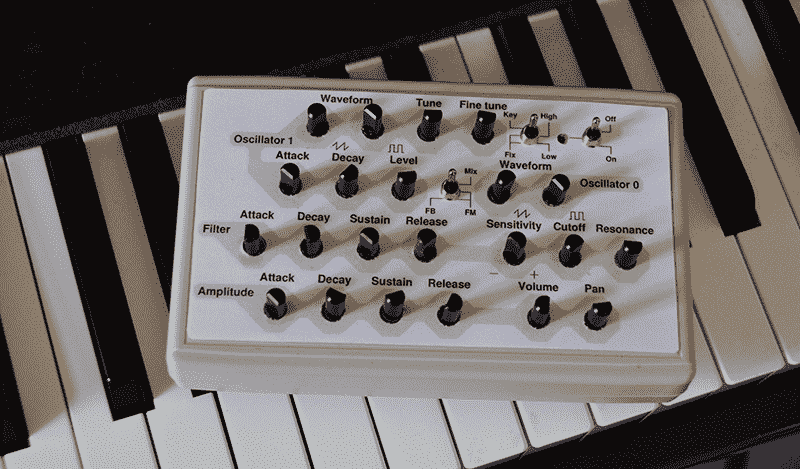 Waveform Tune Fine tune
Key High Off
Fix Low On
Oscillator 1
Attack Decay Level Mix Waveform
FB FM Oscillator 0
Filter Attack Decay Sustain Release Sensitivity Cutoff Resonance
- +
Amplitude Attack Decay Sustain Release Volume Pan